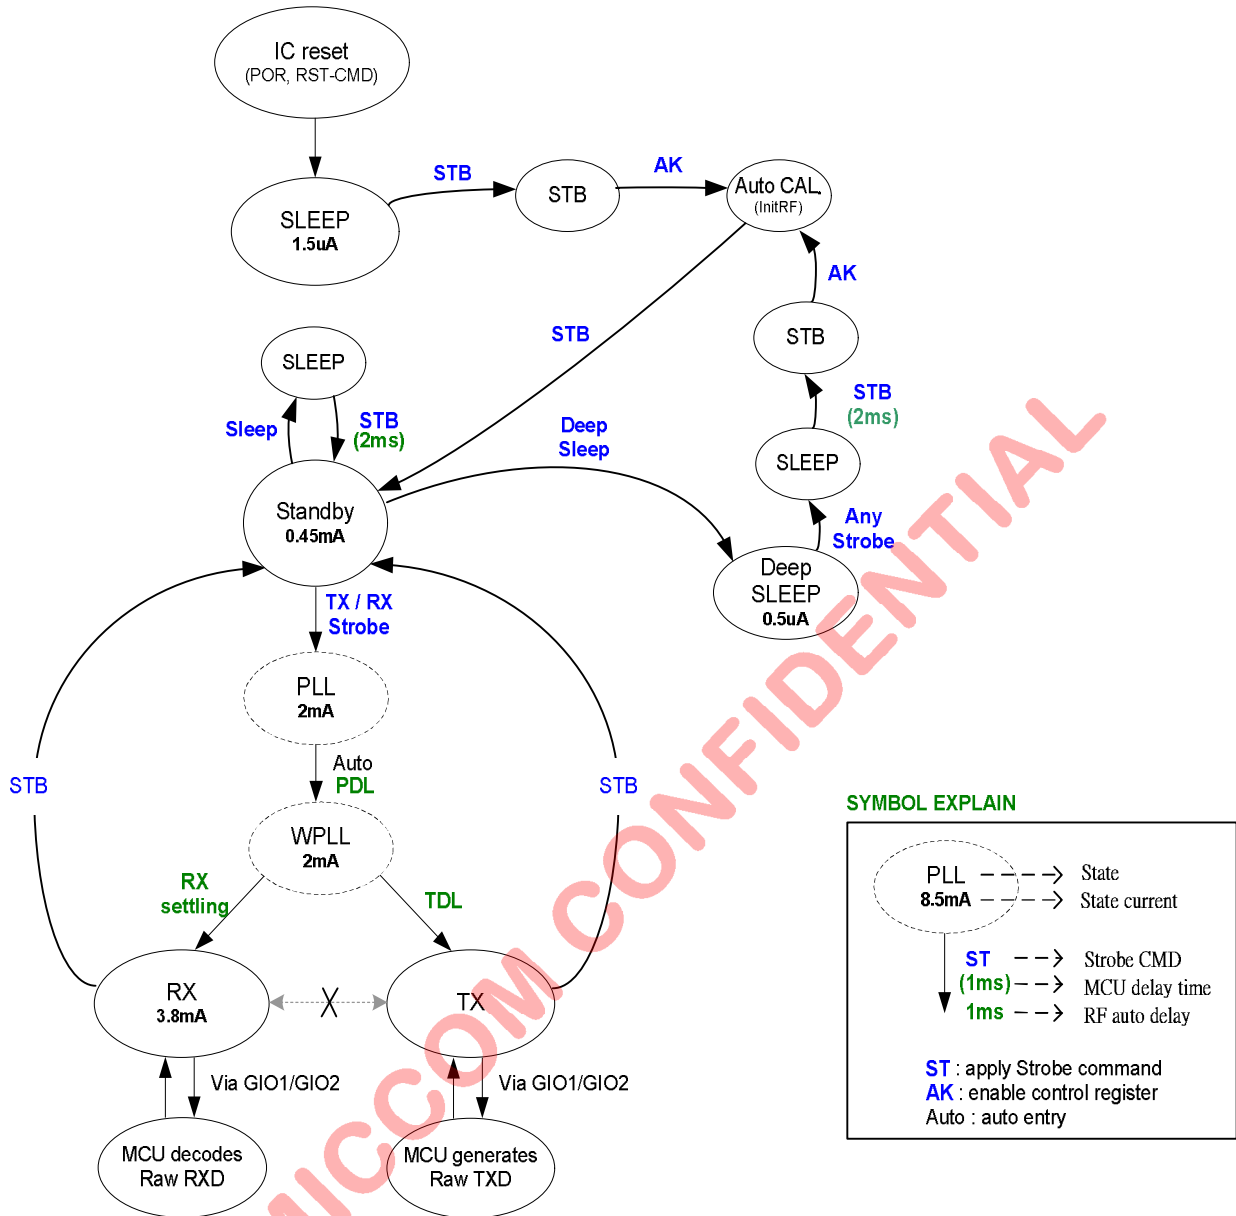 IC reset
(POR, RST-CMD)
SLEEP
1.5uA
STB
STB
AK
Auto CAL.
(InitRF)
AK
STB
STB
(2ms)
SLEEP
Any
Strobe
Deep
SLEEP
0.5uA
STB
SLEEP
Sleep
STB
(2ms)
Deep
Sleep
Standby
0.45mA
TX / RX
Strobe
PLL
2mA
Auto
PDL
STB
STB
WPLL
2mA
RX
settling
TDL
RX
3.8mA
X
TX
Via GIO1/GIO2
Via GIO1/GIO2
MCU decodes
Raw RXD
MCU generates
Raw TXD
SYMBOL EXPLAIN
PLL
8.5mA
State
State current
ST
(1ms)
1ms
Strobe CMD
MCU delay time
RF auto delay
ST : apply Strobe command
AK : enable control register
Auto : auto entry
MICCOM CONFIDENTIAL